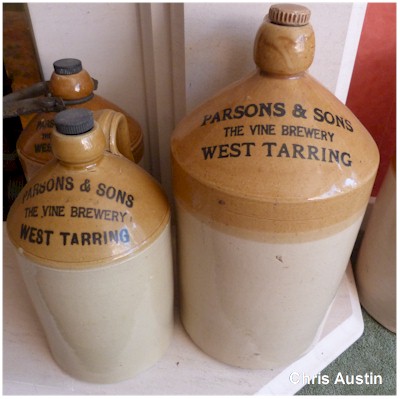 PARSONS & SONS
THE VINE BREWERY
WEST TARRING
PARSONS & SONS
THE VINE BREWERY
WEST TARRING
Chris Austin